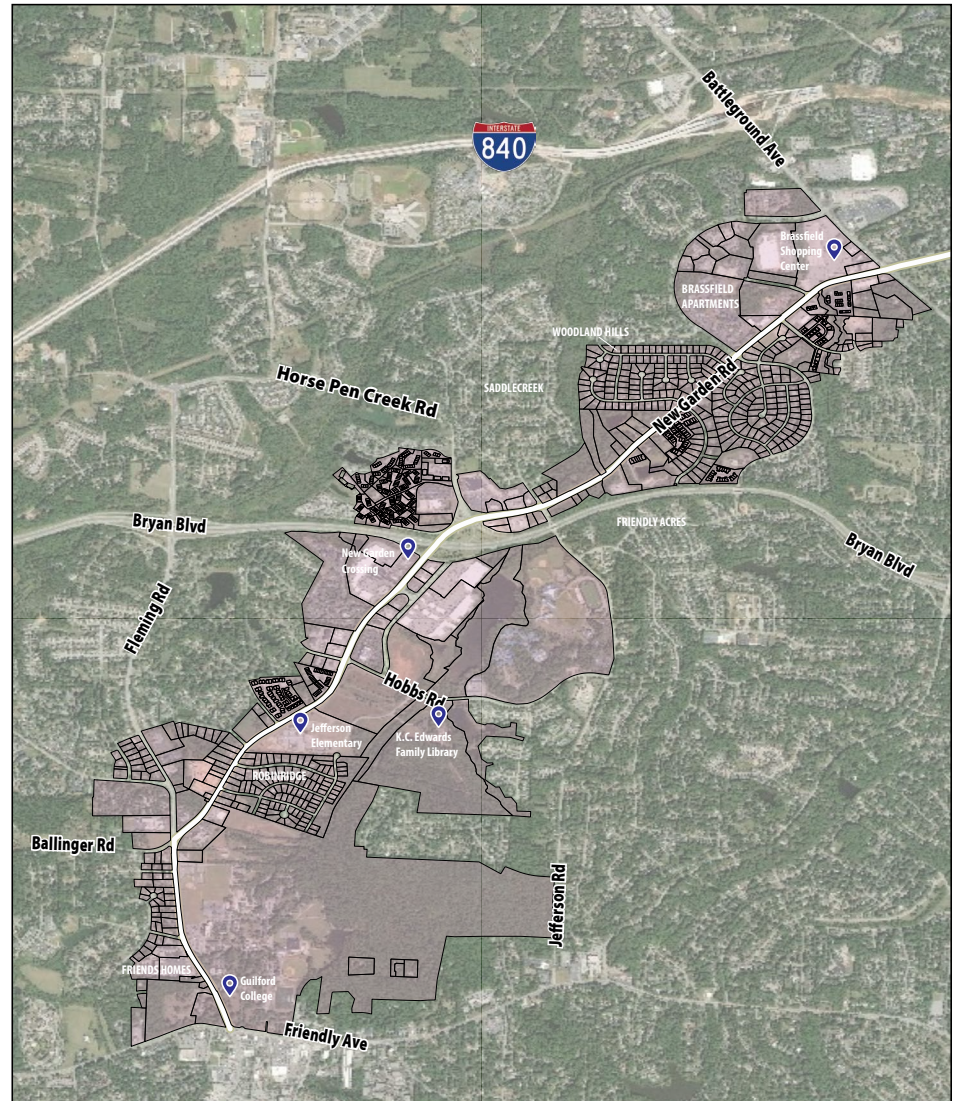 Battleground Ave
INTERSTATE
840
Brassfield
Shopping
Center
BRASSFIELD
APARTMENTS
WOODLAND HILLS
Horse Pen Creek Rd
SADDLECREEK
New Garden Rd
Bryan Blvd
FRIENDLY ACRES
Bryan Blvd
New Garden
Crossing
Fleming Rd
Hobbs Rd
Jefferson
Elementary
K.C. Edwards
Family Library
ROBINRIDGE
Ballinger Rd
Jefferson Rd
FRIENDS HOMES
Guilford
College
Friendly Ave